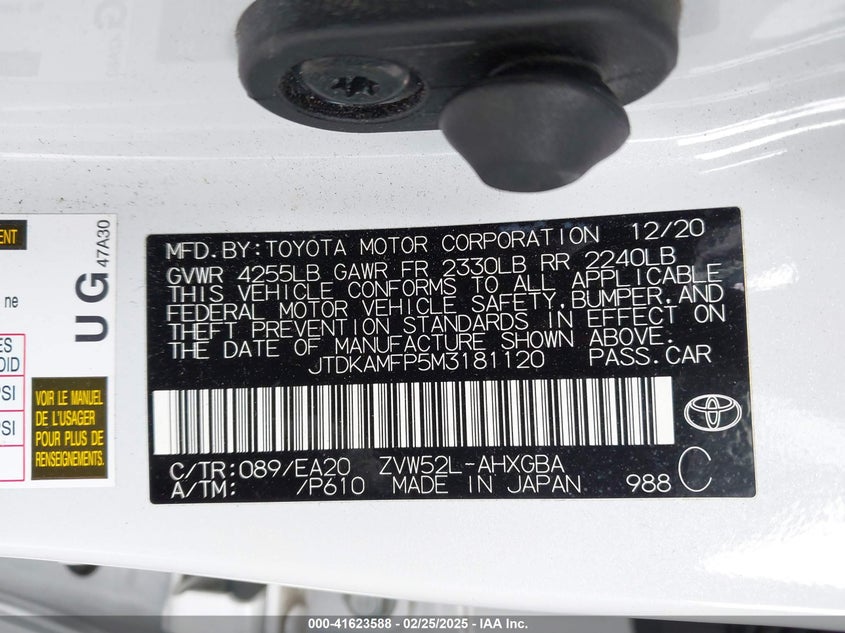 MFD.BY:TOYOTA MOTOR CORPORATION 12/20
GVWR 4255LB GAWR FR 2330LB RR 2240LB
THIS VEHICLE CONFORMS TO ALL APPLICABLE
FEDERAL MOTOR VEHICLE SAFETY,BUMPER,AND
THEFT PREVENTION STANDARDS IN EFFECT ON
THE DATE OF MANUFACTURE SHOWN ABOVE.
JTDKAMFP5M3181120 PASS.CAR
C/TR:089/EA20 ZVW52L-AHXGBA
A/TM: /P610 MADE IN JAPAN 988 C
UG 47A30
ne
PSI
PSI
VOIR LE MANUEL
DE L'USAGER
POUR PLUS DE
RENSEIGNEMENTS.
000-41623588 - 02/25/2025 - IAA Inc.